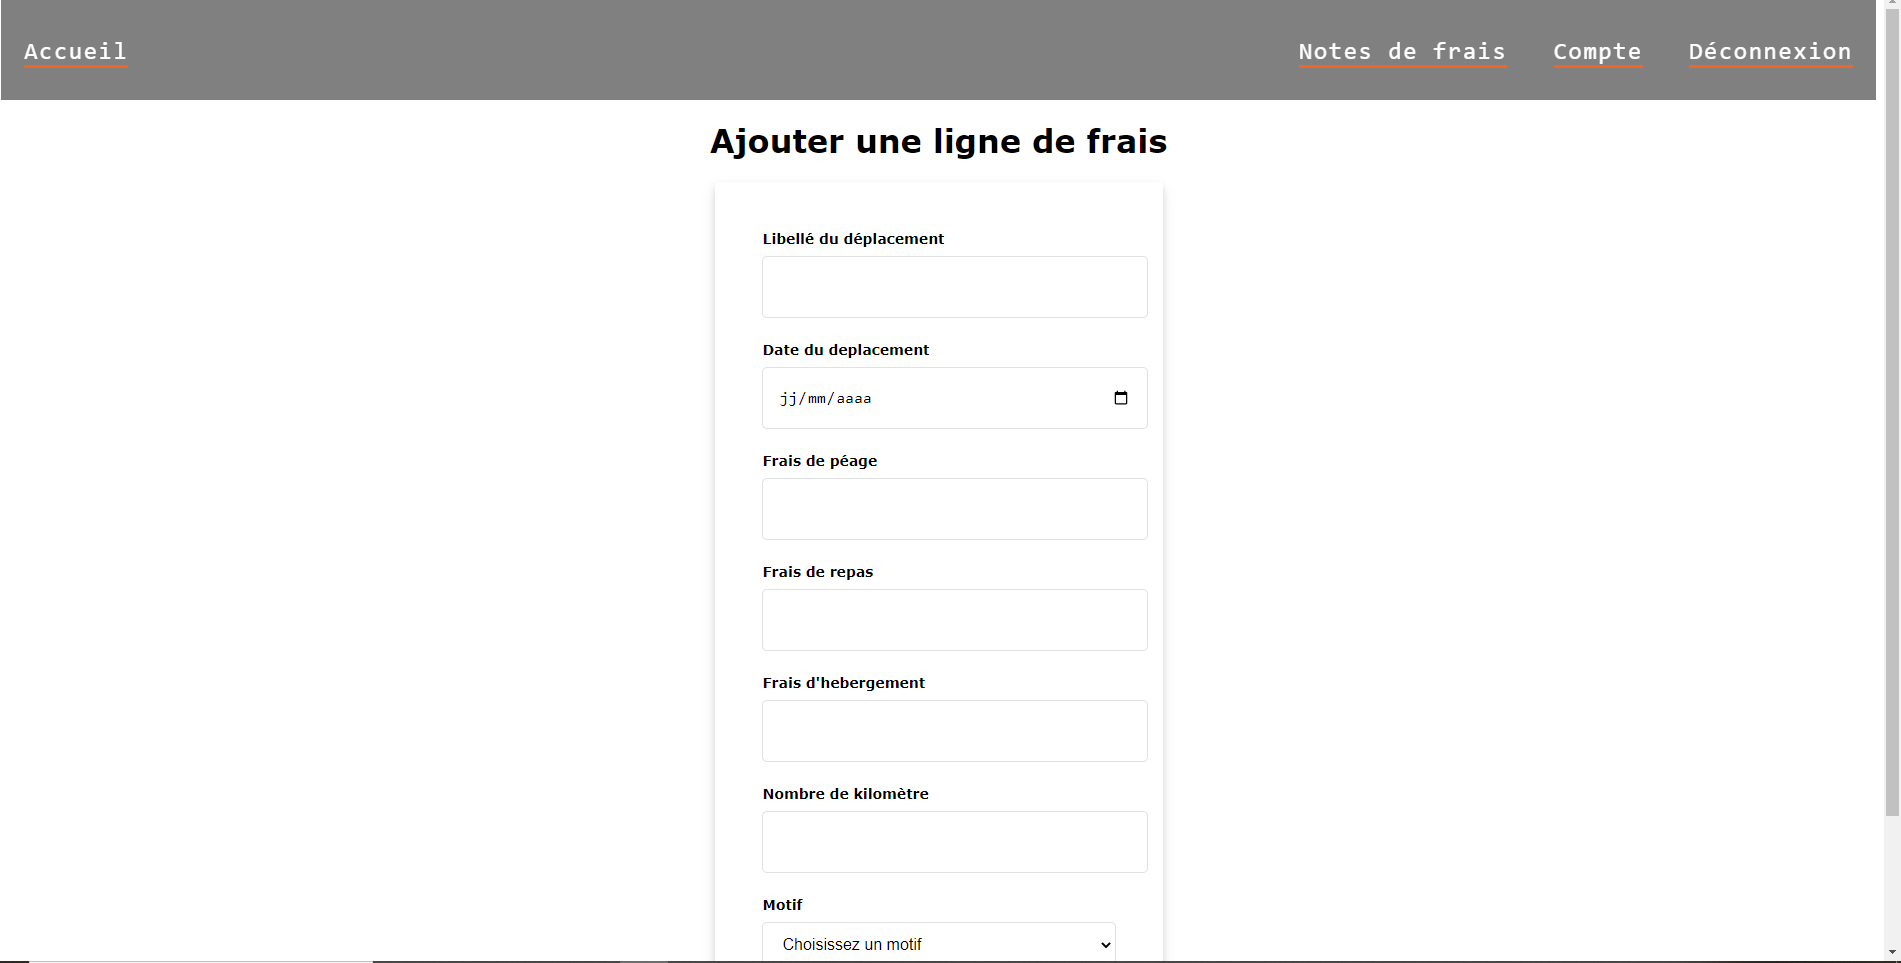 Accueil
Notes de frais
Compte
Déconnexion
Ajouter une ligne de frais
Libellé du déplacement
Date du deplacement
jj/mm/aaaa
Frais de péage
Frais de repas
Frais d'hebergement
Nombre de kilomètre
Motif
Choisissez un motif